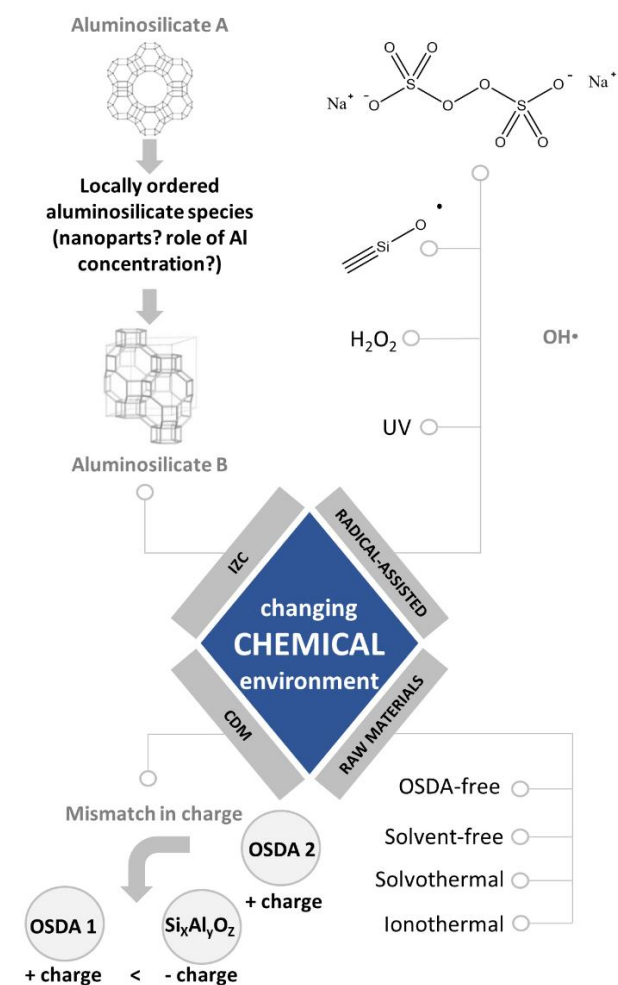 Aluminosilicate A
Locally ordered
aluminosilicate species
(nanoparts? role of Al
concentration?)
Aluminosilicate B
O O
S
Na⁺ ⁻O O O S O⁻ Na⁺
O O
Si O •
H₂O₂
OH•
UV
IZC
RADICAL-ASSISTED
changing
CHEMICAL
environment
CDM
RAW MATERIALS
Mismatch in charge
OSDA 2
+ charge
OSDA 1
SiₓAlᵧO_Z
+ charge < - charge
OSDA-free
Solvent-free
Solvothermal
Ionothermal